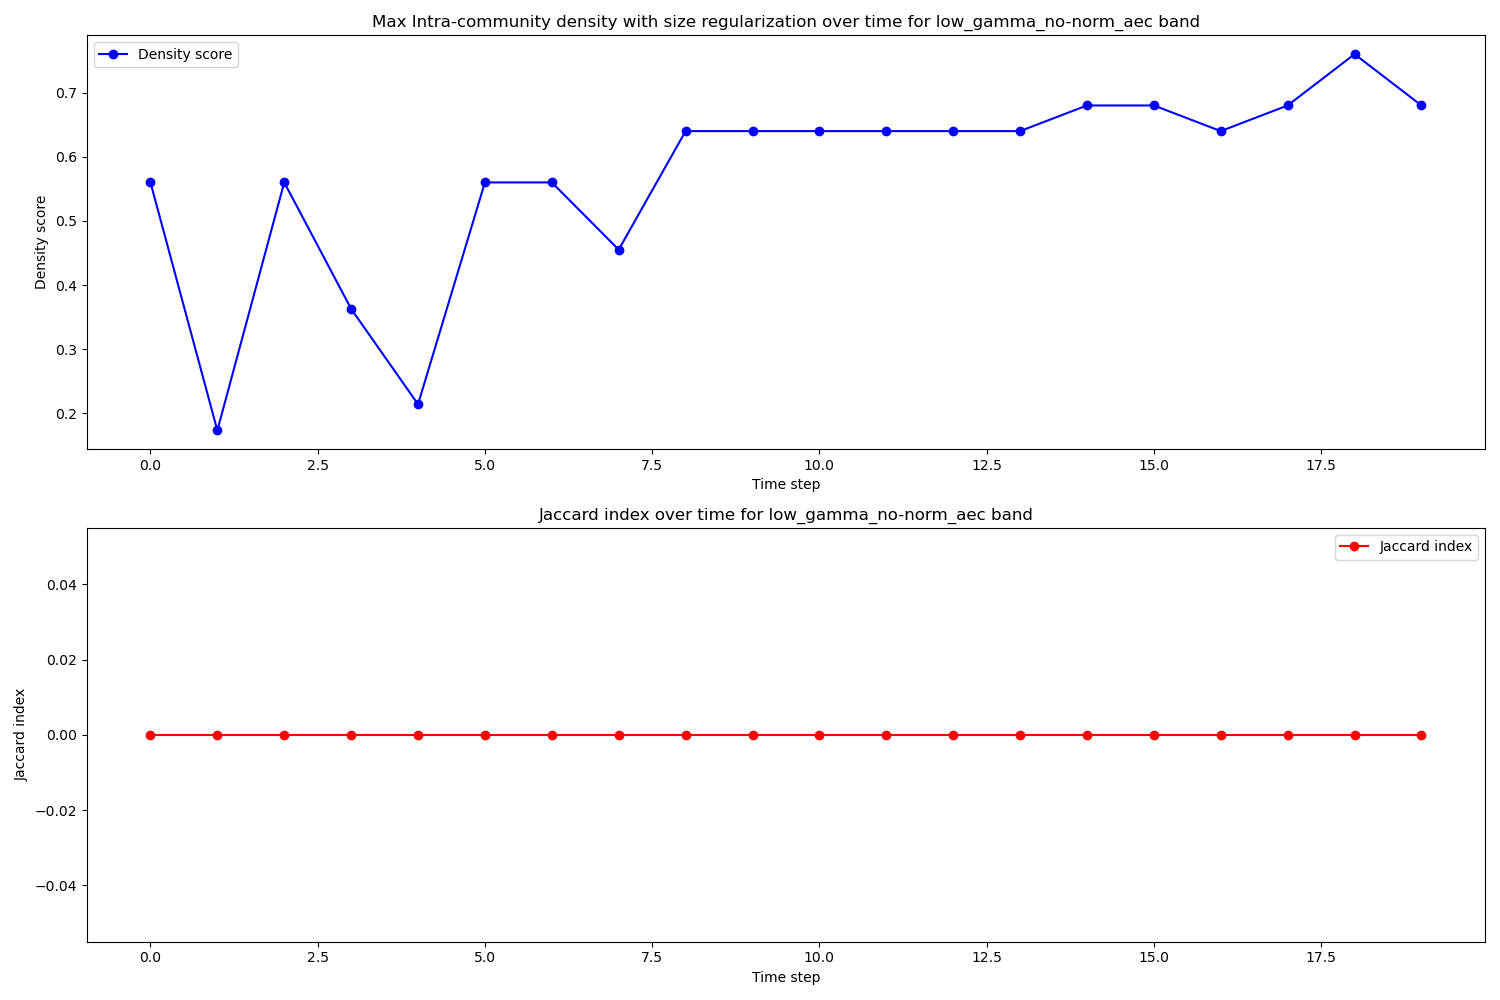 Max Intra-community density with size regularization over time for low_gamma_no-norm_aec band
Density score
0.7
0.6
0.5
0.4
0.3
0.2
Density score
0.0 2.5 5.0 7.5 10.0 12.5 15.0 17.5
Time step
Jaccard index over time for low_gamma_no-norm_aec band
Jaccard index
0.04
0.02
0.00
−0.02
−0.04
Jaccard index
0.0 2.5 5.0 7.5 10.0 12.5 15.0 17.5
Time step